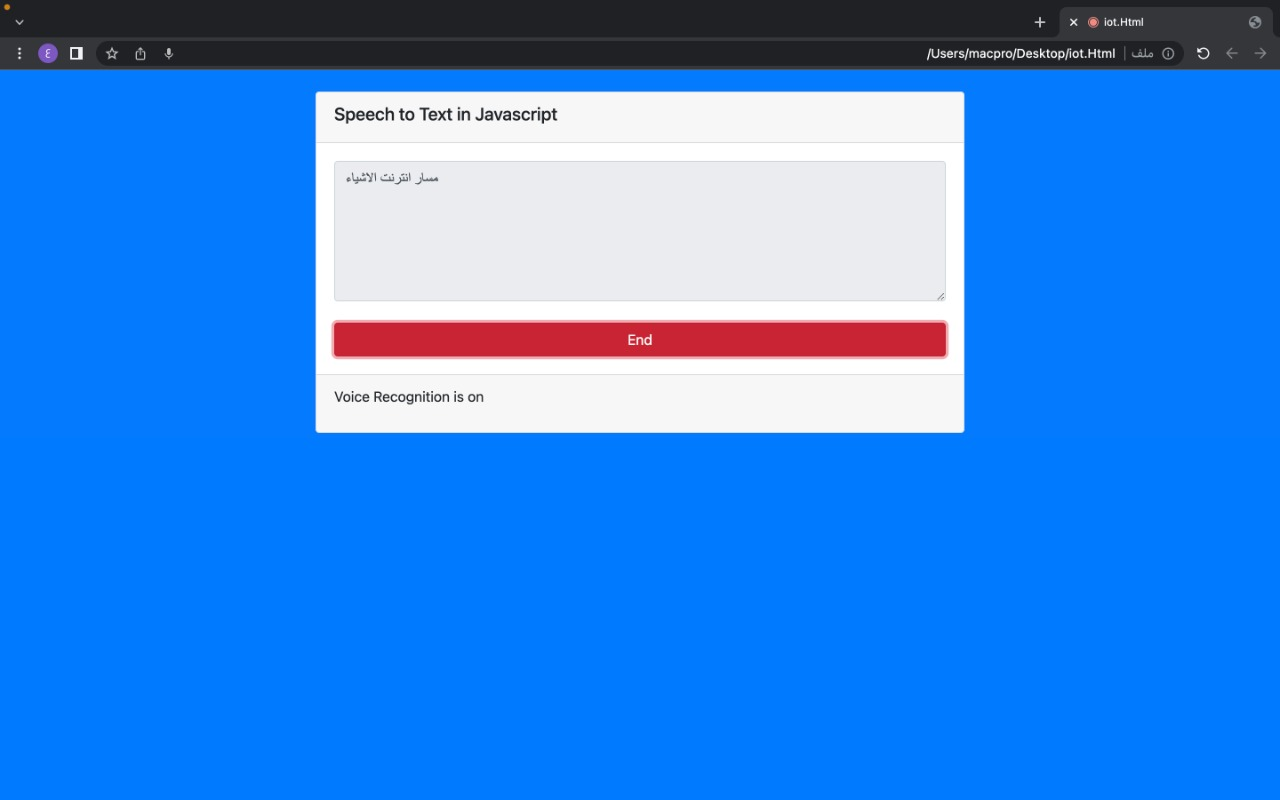 iot.Html
ع
/Users/macpro/Desktop/iot.Html
ملف
Speech to Text in Javascript
مسار انترنت الاشياء
End
Voice Recognition is on